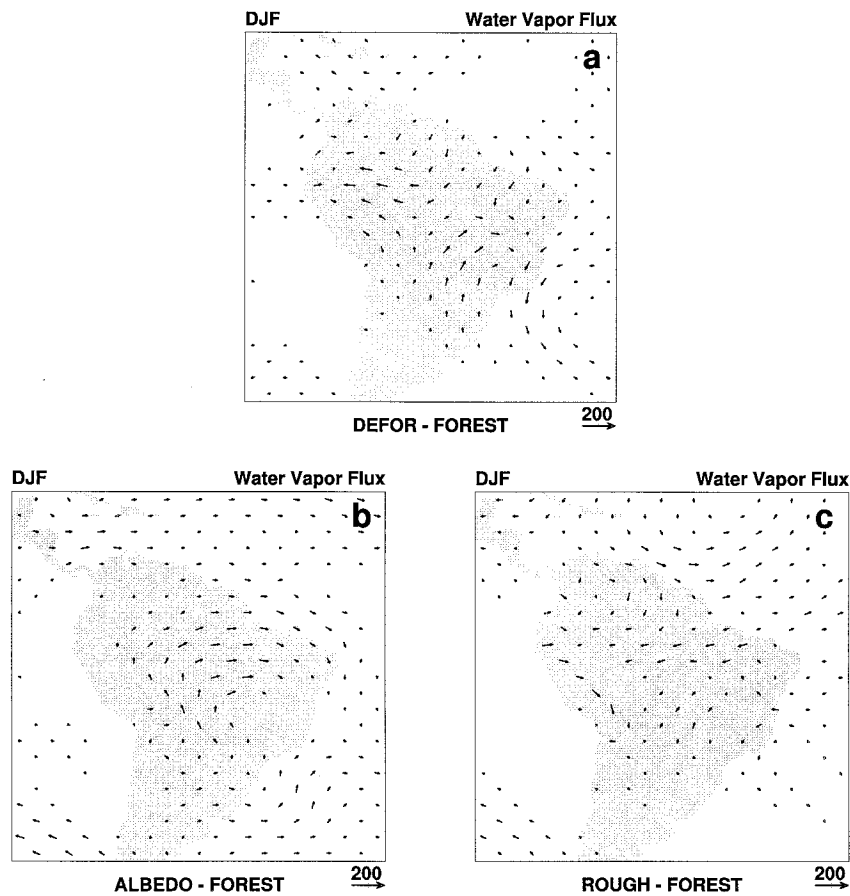 DJF Water Vapor Flux
a
DEFOR - FOREST 200
DJF Water Vapor Flux
b
ALBEDO - FOREST 200
DJF Water Vapor Flux
c
ROUGH - FOREST 200